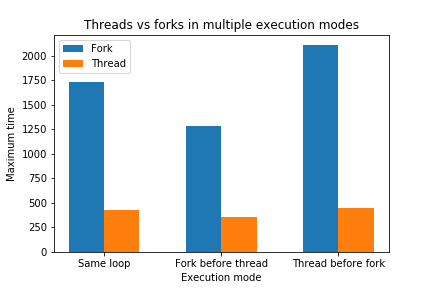 Threads vs forks in multiple execution modes
Fork
Thread
Maximum time
2000
1750
1500
1250
1000
750
500
250
0
Same loop
Fork before thread
Thread before fork
Execution mode